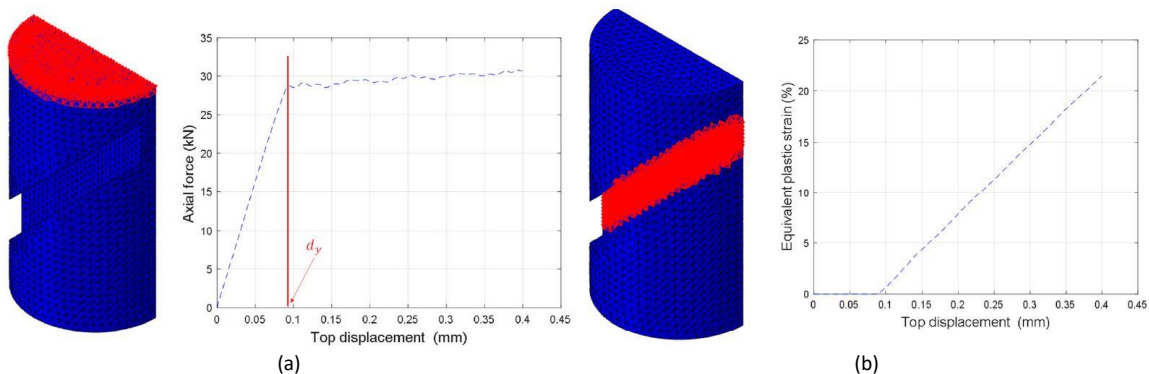 35
30
25
20
15
10
5
0
Axial force (kN)
d_y
0 0.05 0.1 0.15 0.2 0.25 0.3 0.35 0.4 0.45
Top displacement (mm)
(a)
25
20
15
10
5
0
Equivalent plastic strain (%)
0 0.05 0.1 0.15 0.2 0.25 0.3 0.35 0.4 0.45
Top displacement (mm)
(b)